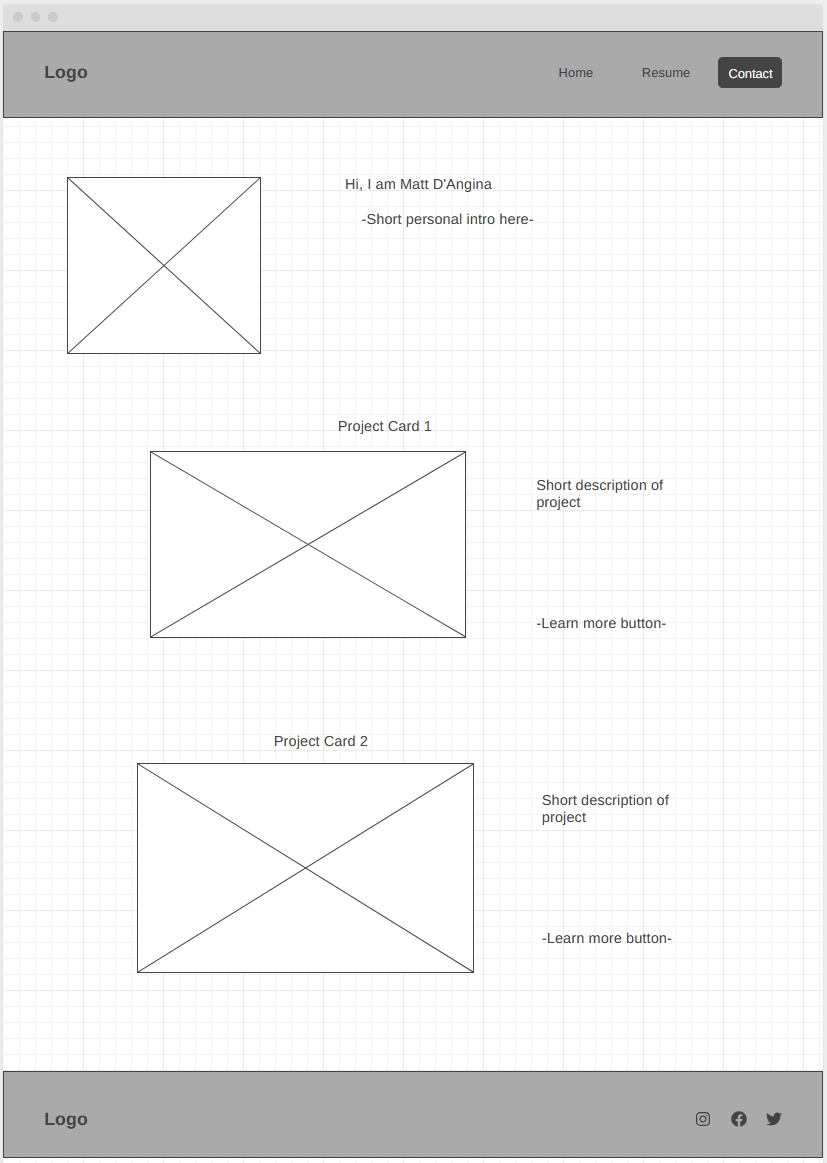 Logo
Home Resume Contact
Hi, I am Matt D'Angina
-Short personal intro here-
Project Card 1
Short description of
project
-Learn more button-
Project Card 2
Short description of
project
-Learn more button-
Logo